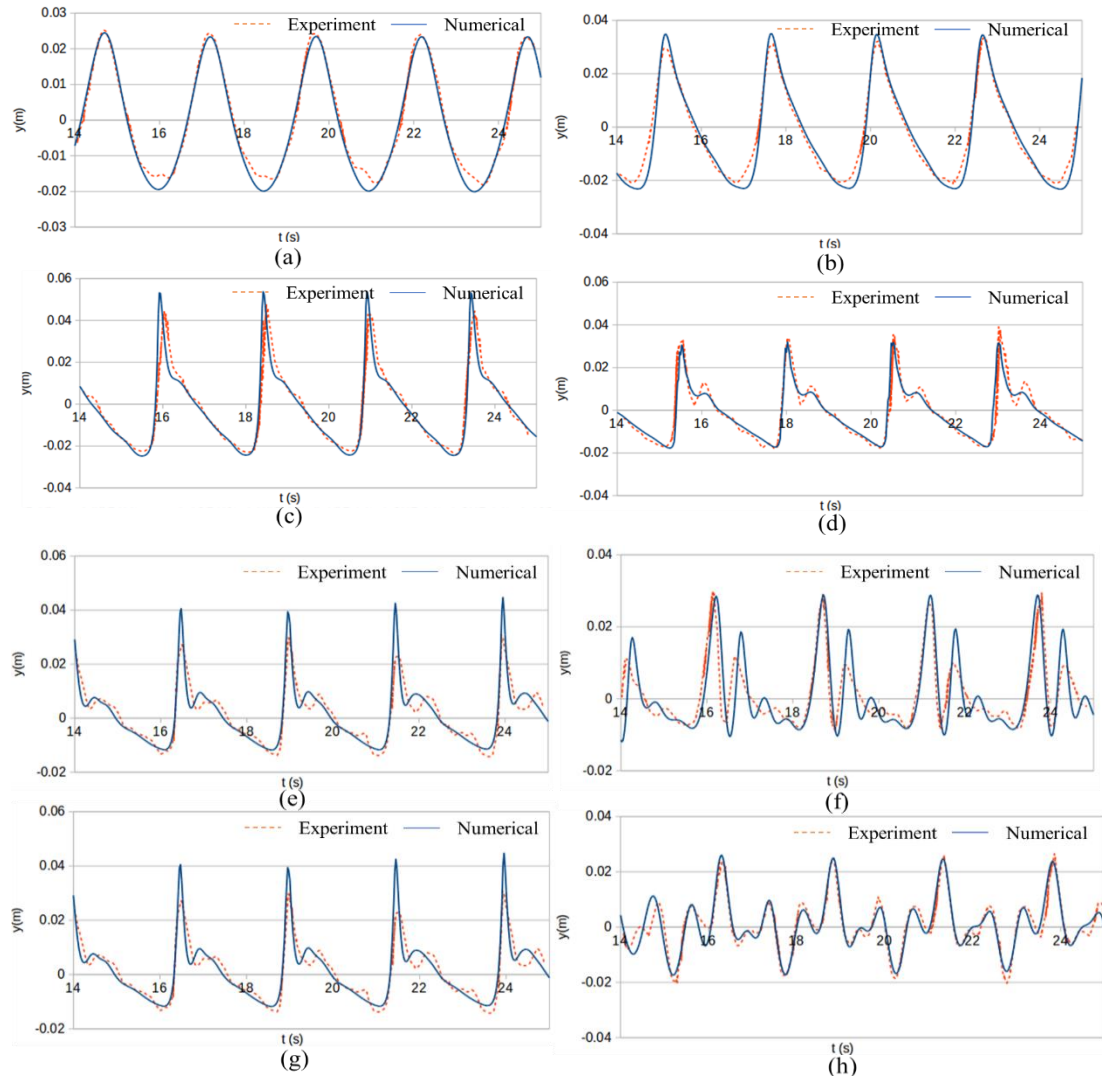 0.03
Experiment Numerical
0.02
0.01
y(m)
0
14 16 18 20 22 24
-0.01
-0.02
-0.03
t (s)
(a)
0.04
Experiment Numerical
0.02
y(m)
0
14 16 18 20 22 24
-0.02
-0.04
t (s)
(b)
0.06
Experiment Numerical
0.04
0.02
y(m)
0
14 16 18 20 22 24
-0.02
-0.04
t (s)
(c)
0.06
Experiment Numerical
0.04
0.02
y(m)
0
14 16 18 20 22 24
-0.02
-0.04
t (s)
(d)
0.06
Experiment Numerical
0.04
y(m)
0.02
0
14 16 18 20 22 24
-0.02
t (s)
(e)
0.04
Experiment Numerical
0.02
y(m)
0
14 16 18 20 22 24
-0.02
t (s)
(f)
0.06
Experiment Numerical
0.04
y(m)
0.02
0
14 16 18 20 22 24
-0.02
t (s)
(g)
0.04
Experiment Numerical
0.02
y(m)
0
14 16 18 20 22 24
-0.02
-0.04
t (s)
(h)